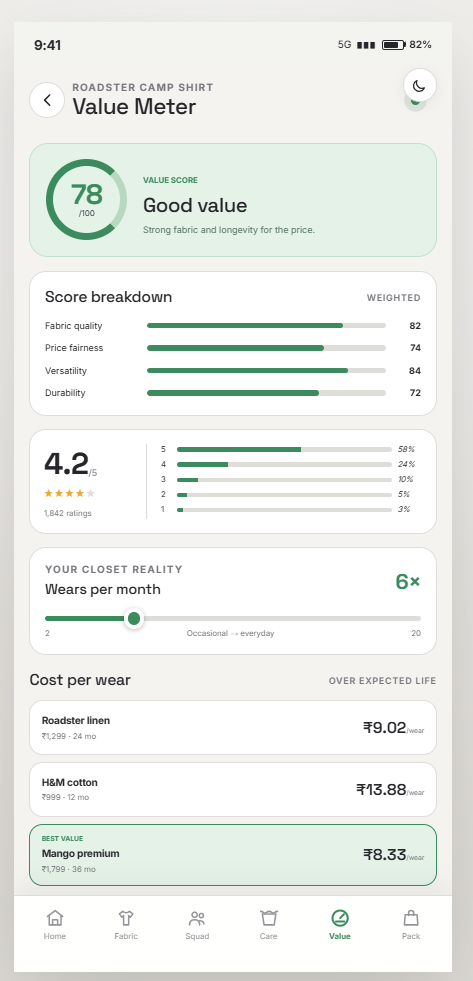 9:41
5G 82%
ROADSTER CAMP SHIRT
Value Meter
78
/100
VALUE SCORE
Good value
Strong fabric and longevity for the price.
Score breakdown
WEIGHTED
Fabric quality 82
Price fairness 74
Versatility 84
Durability 72
4.2/5
★★★★★
1,842 ratings
5 58%
4 24%
3 10%
2 5%
1 3%
YOUR CLOSET REALITY
Wears per month
6×
2 Occasional → everyday 20
Cost per wear
OVER EXPECTED LIFE
Roadster linen
₹1,299 · 24 mo
₹9.02/wear
H&M cotton
₹999 · 12 mo
₹13.88/wear
BEST VALUE
Mango premium
₹1,799 · 36 mo
₹8.33/wear
Home Fabric Squad Care Value Pack